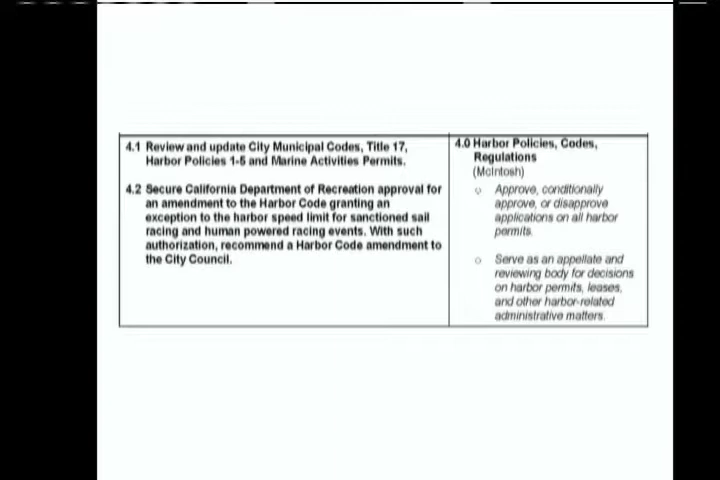 4.1 Review and update City Municipal Codes, Title 17,
Harbor Policies 1-5 and Marine Activities Permits.
4.2 Secure California Department of Recreation approval for
an amendment to the Harbor Code granting an
exception to the harbor speed limit for sanctioned sail
racing and human powered racing events. With such
authorization, recommend a Harbor Code amendment to
the City Council.
4.0 Harbor Policies, Codes,
Regulations
(McIntosh)
○ Approve, conditionally
approve, or disapprove
applications on all harbor
permits.
○ Serve as an appellate and
reviewing body for decisions
on harbor permits, leases,
and other harbor-related
administrative matters.